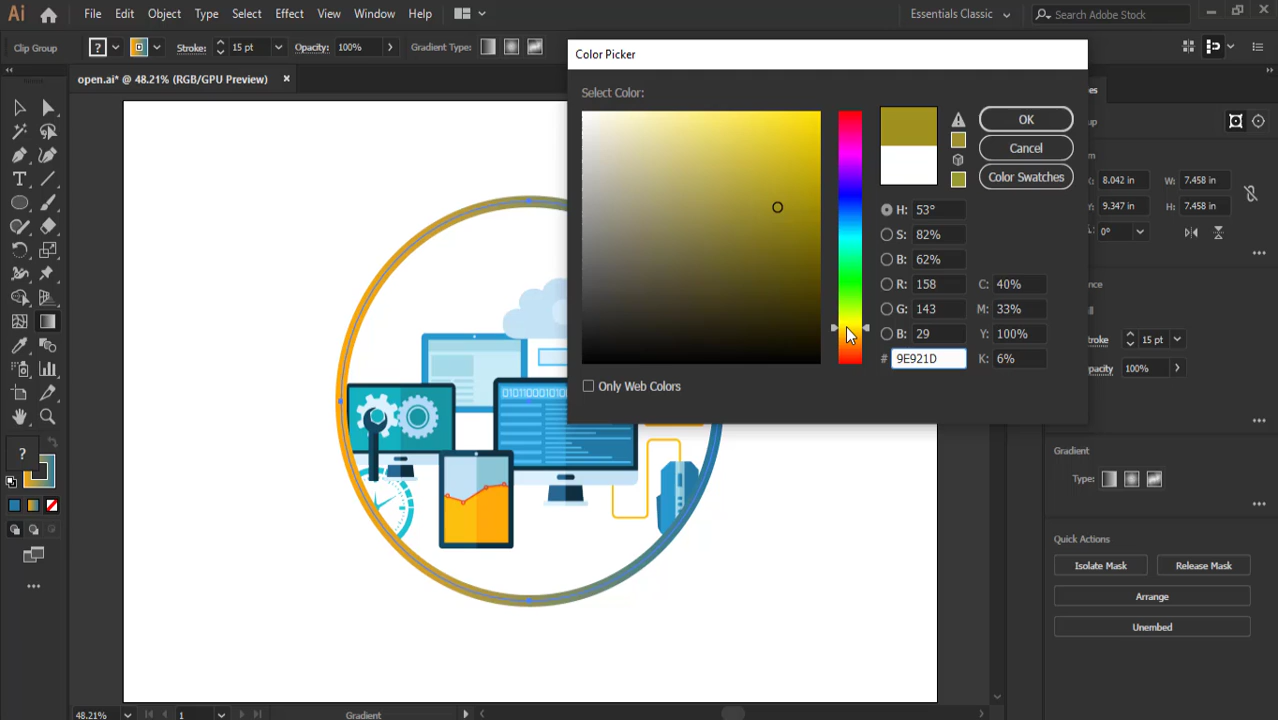 Ai File Edit Object Type Select Effect View Window Help Essentials Classic Search Adobe Stock
Clip Group ? Stroke: 15 pt Opacity: 100% Gradient Type:
open.ai* @ 48.21% (RGB/GPU Preview) ×
Color Picker
Select Color:
OK
Cancel
Color Swatches
H: 53°
S: 82%
B: 62%
R: 158 C: 40%
G: 143 M: 33%
B: 29 Y: 100%
# 9E921D K: 6%
Only Web Colors
X: 8.042 in W: 7.458 in
9.347 in H: 7.458 in
0°
15 pt
100%
Gradient
Type:
Quick Actions
Isolate Mask Release Mask
Arrange
Unembed
T
?
48.21% 1 Gradient